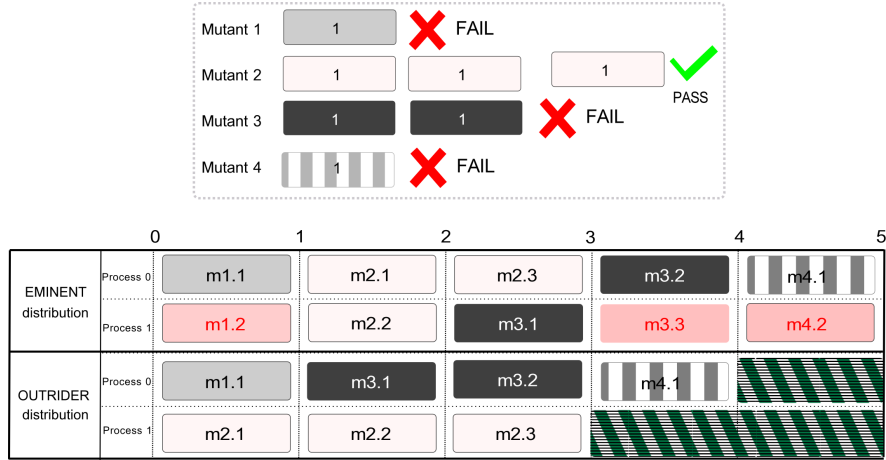 Mutant 1 1 FAIL
Mutant 2 1 1 1
PASS
Mutant 3 1 1 FAIL
Mutant 4 1 FAIL
0 1 2 3 4 5
EMINENT
distribution
Process 0 m1.1 m2.1 m2.3 m3.2 m4.1
Process 1 m1.2 m2.2 m3.1 m3.3 m4.2
OUTRIDER
distribution
Process 0 m1.1 m3.1 m3.2 m4.1
Process 1 m2.1 m2.2 m2.3